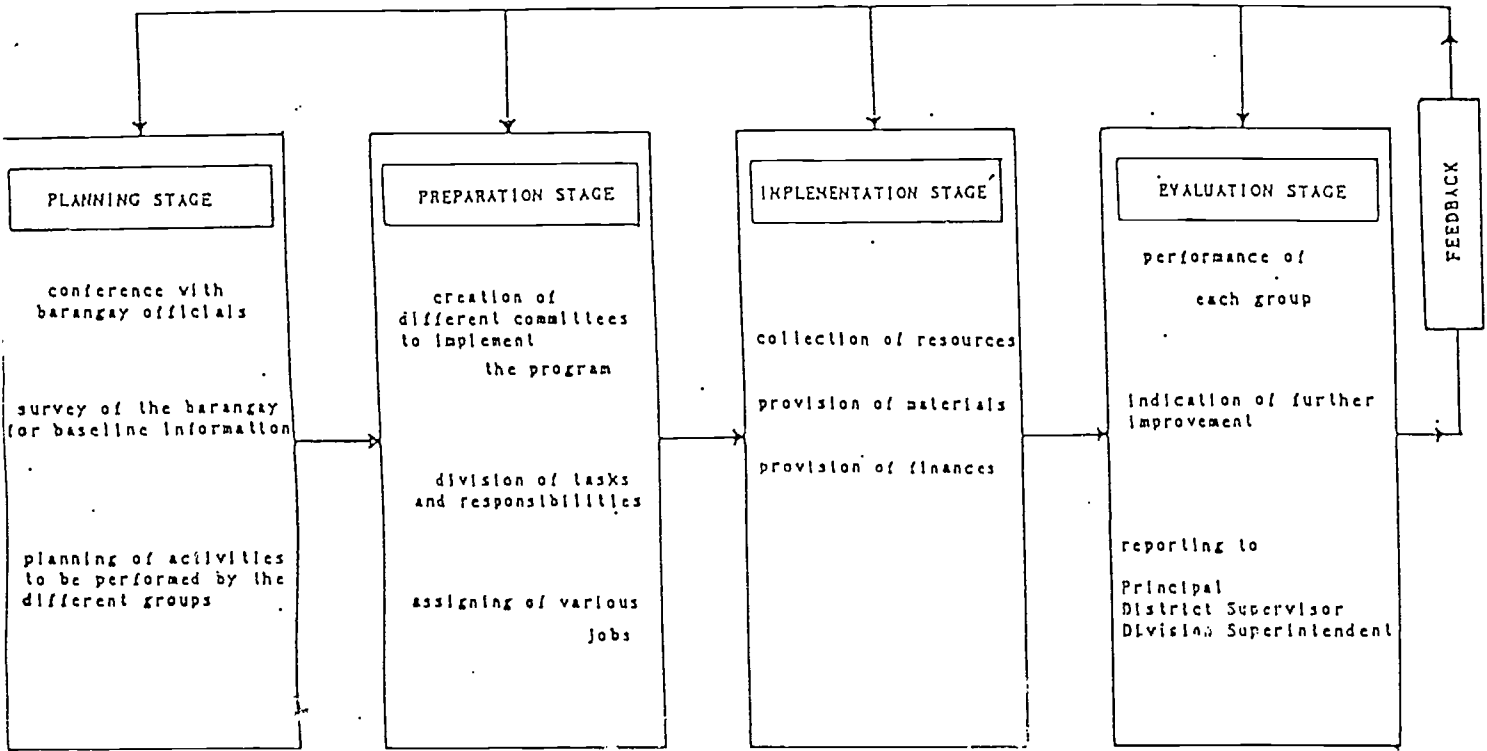 PLANNING STAGE
conference with
barangay officials
survey of the barangay
for baseline information
planning of activities
to be performed by the
different groups
PREPARATION STAGE
creation of
different committees
to implement
the program
division of tasks
and responsibilities
assigning of various
jobs
IMPLEMENTATION STAGE
collection of resources
provision of materials
provision of finances
EVALUATION STAGE
performance of
each group
indication of further
improvement
reporting to
Principal
District Supervisor
Division Superintendent
FEEDBACK